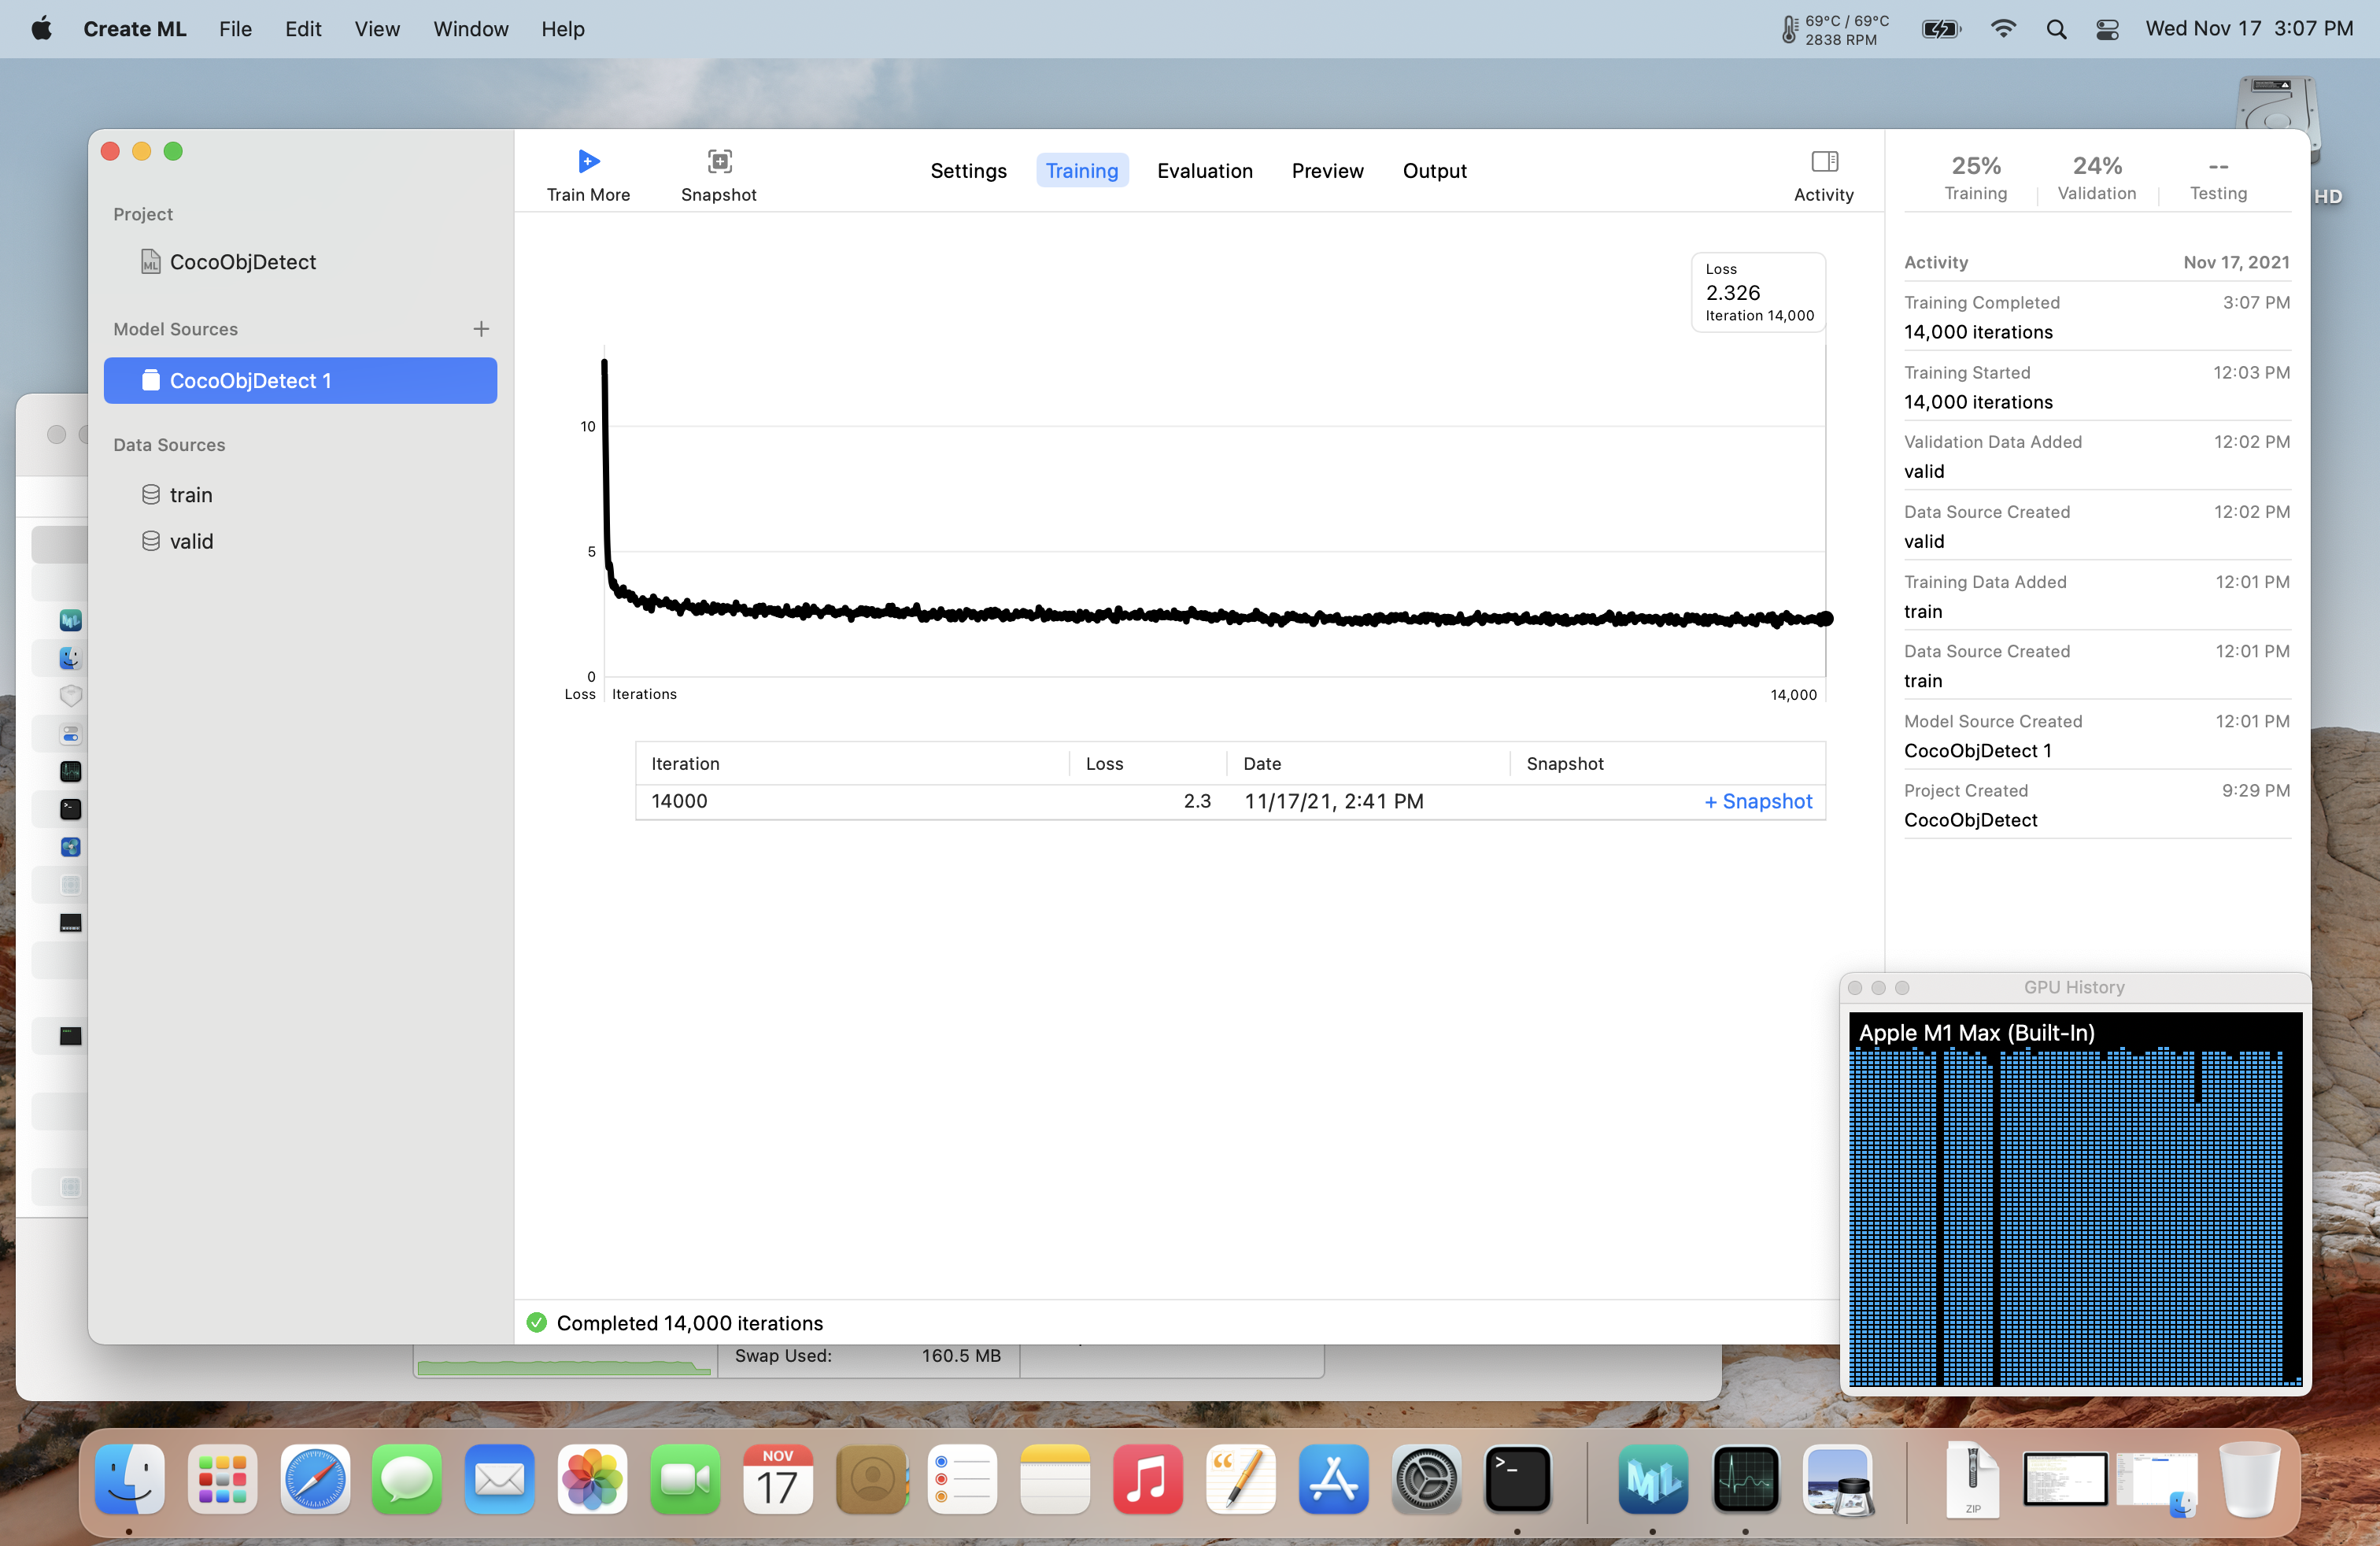 Create ML File Edit View Window Help
69°C / 69°C
2838 RPM
Wed Nov 17 3:07 PM
HD
Project
CocoObjDetect
Model Sources +
CocoObjDetect 1
Data Sources
train
valid
Train More
Snapshot
Settings Training Evaluation Preview Output
Activity
Loss
2.326
Iteration 14,000
10
5
0
Loss Iterations 14,000
Iteration Loss Date Snapshot
14000 2.3 11/17/21, 2:41 PM + Snapshot
Completed 14,000 iterations
25% 24% --
Training Validation Testing
Activity Nov 17, 2021
Training Completed 3:07 PM
14,000 iterations
Training Started 12:03 PM
14,000 iterations
Validation Data Added 12:02 PM
valid
Data Source Created 12:02 PM
valid
Training Data Added 12:01 PM
train
Data Source Created 12:01 PM
train
Model Source Created 12:01 PM
CocoObjDetect 1
Project Created 9:29 PM
CocoObjDetect
GPU History
Apple M1 Max (Built-In)
Swap Used: 160.5 MB
NOV
17
ZIP